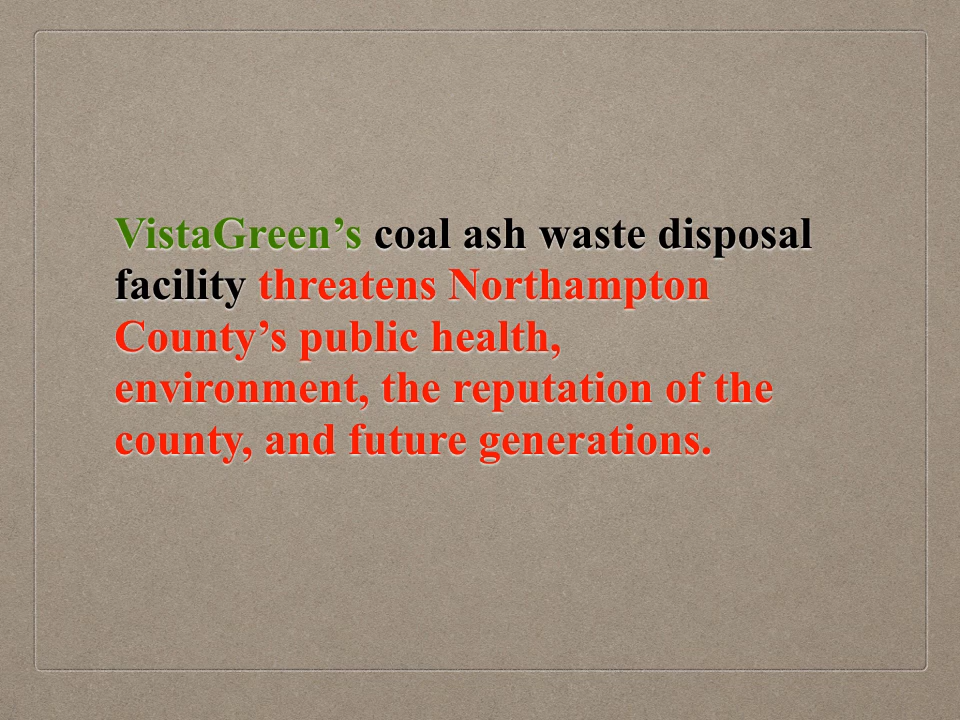 VistaGreen’s coal ash waste disposal
facility threatens Northampton
County’s public health,
environment, the reputation of the
county, and future generations.